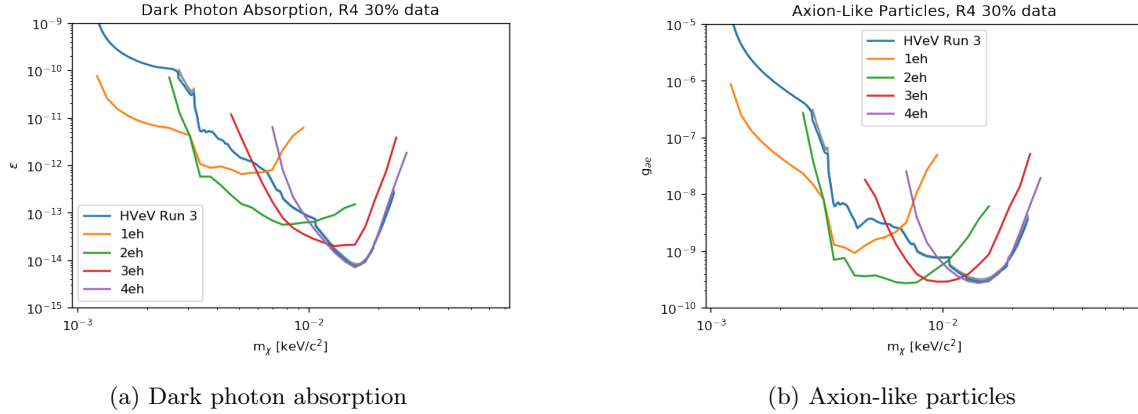 Dark Photon Absorption, R4 30% data
10⁻⁹
10⁻¹⁰
10⁻¹¹
10⁻¹²
10⁻¹³
10⁻¹⁴
10⁻¹⁵
ε
HVeV Run 3
1eh
2eh
3eh
4eh
10⁻³
10⁻²
mχ [keV/c²]
(a) Dark photon absorption
Axion-Like Particles, R4 30% data
10⁻⁵
10⁻⁶
10⁻⁷
10⁻⁸
10⁻⁹
10⁻¹⁰
gae
HVeV Run 3
1eh
2eh
3eh
4eh
10⁻³
10⁻²
mχ [keV/c²]
(b) Axion-like particles